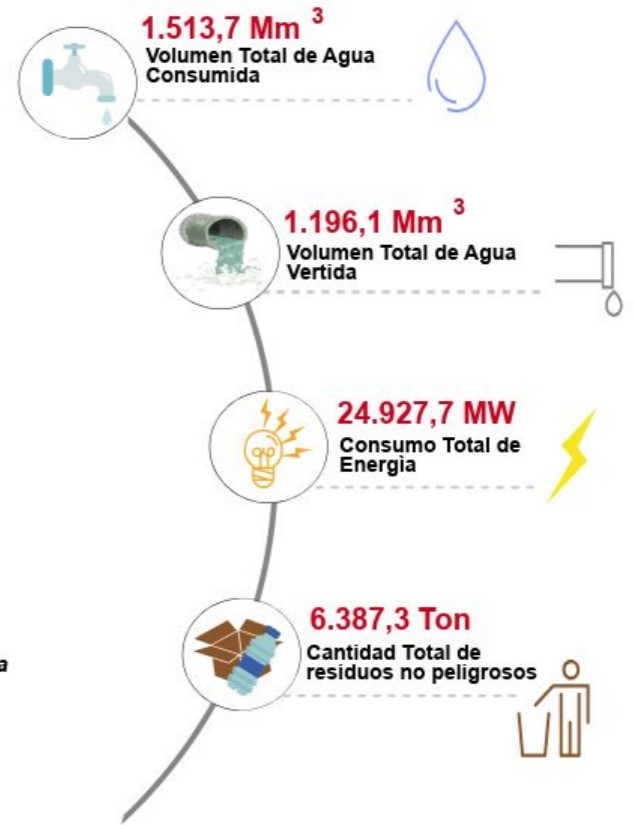 1.513,7 Mm 3
Volumen Total de Agua
Consumida
1.196,1 Mm 3
Volumen Total de Agua
Vertida
24.927,7 MW
Consumo Total de
Energìa
6.387,3 Ton
Cantidad Total de
residuos no peligrosos
a